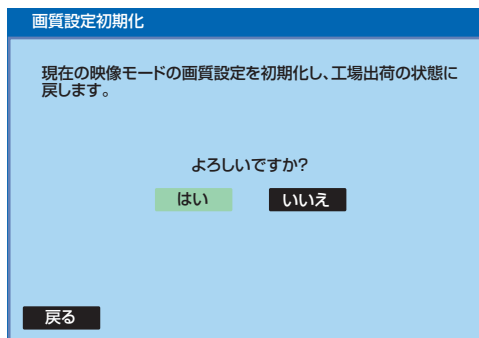 画質設定初期化
現在の映像モードの画質設定を初期化し、工場出荷の状態に
戻します。
よろしいですか?
はい いいえ
戻る